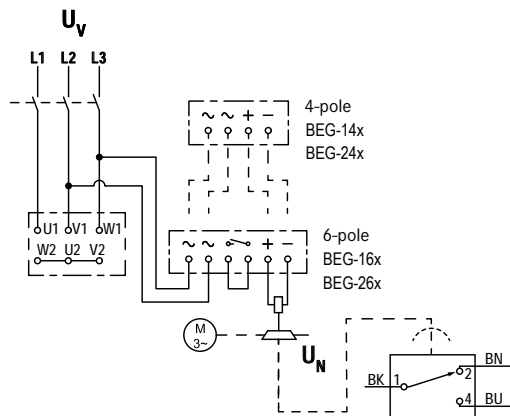 UV
L1 L2 L3
4-pole
BEG-14x
BEG-24x
∼ ∼ + −
U1 V1 W1
W2 U2 V2
6-pole
BEG-16x
BEG-26x
∼ ∼ + −
M
3~
UN
BK 1
2 BN
4 BU